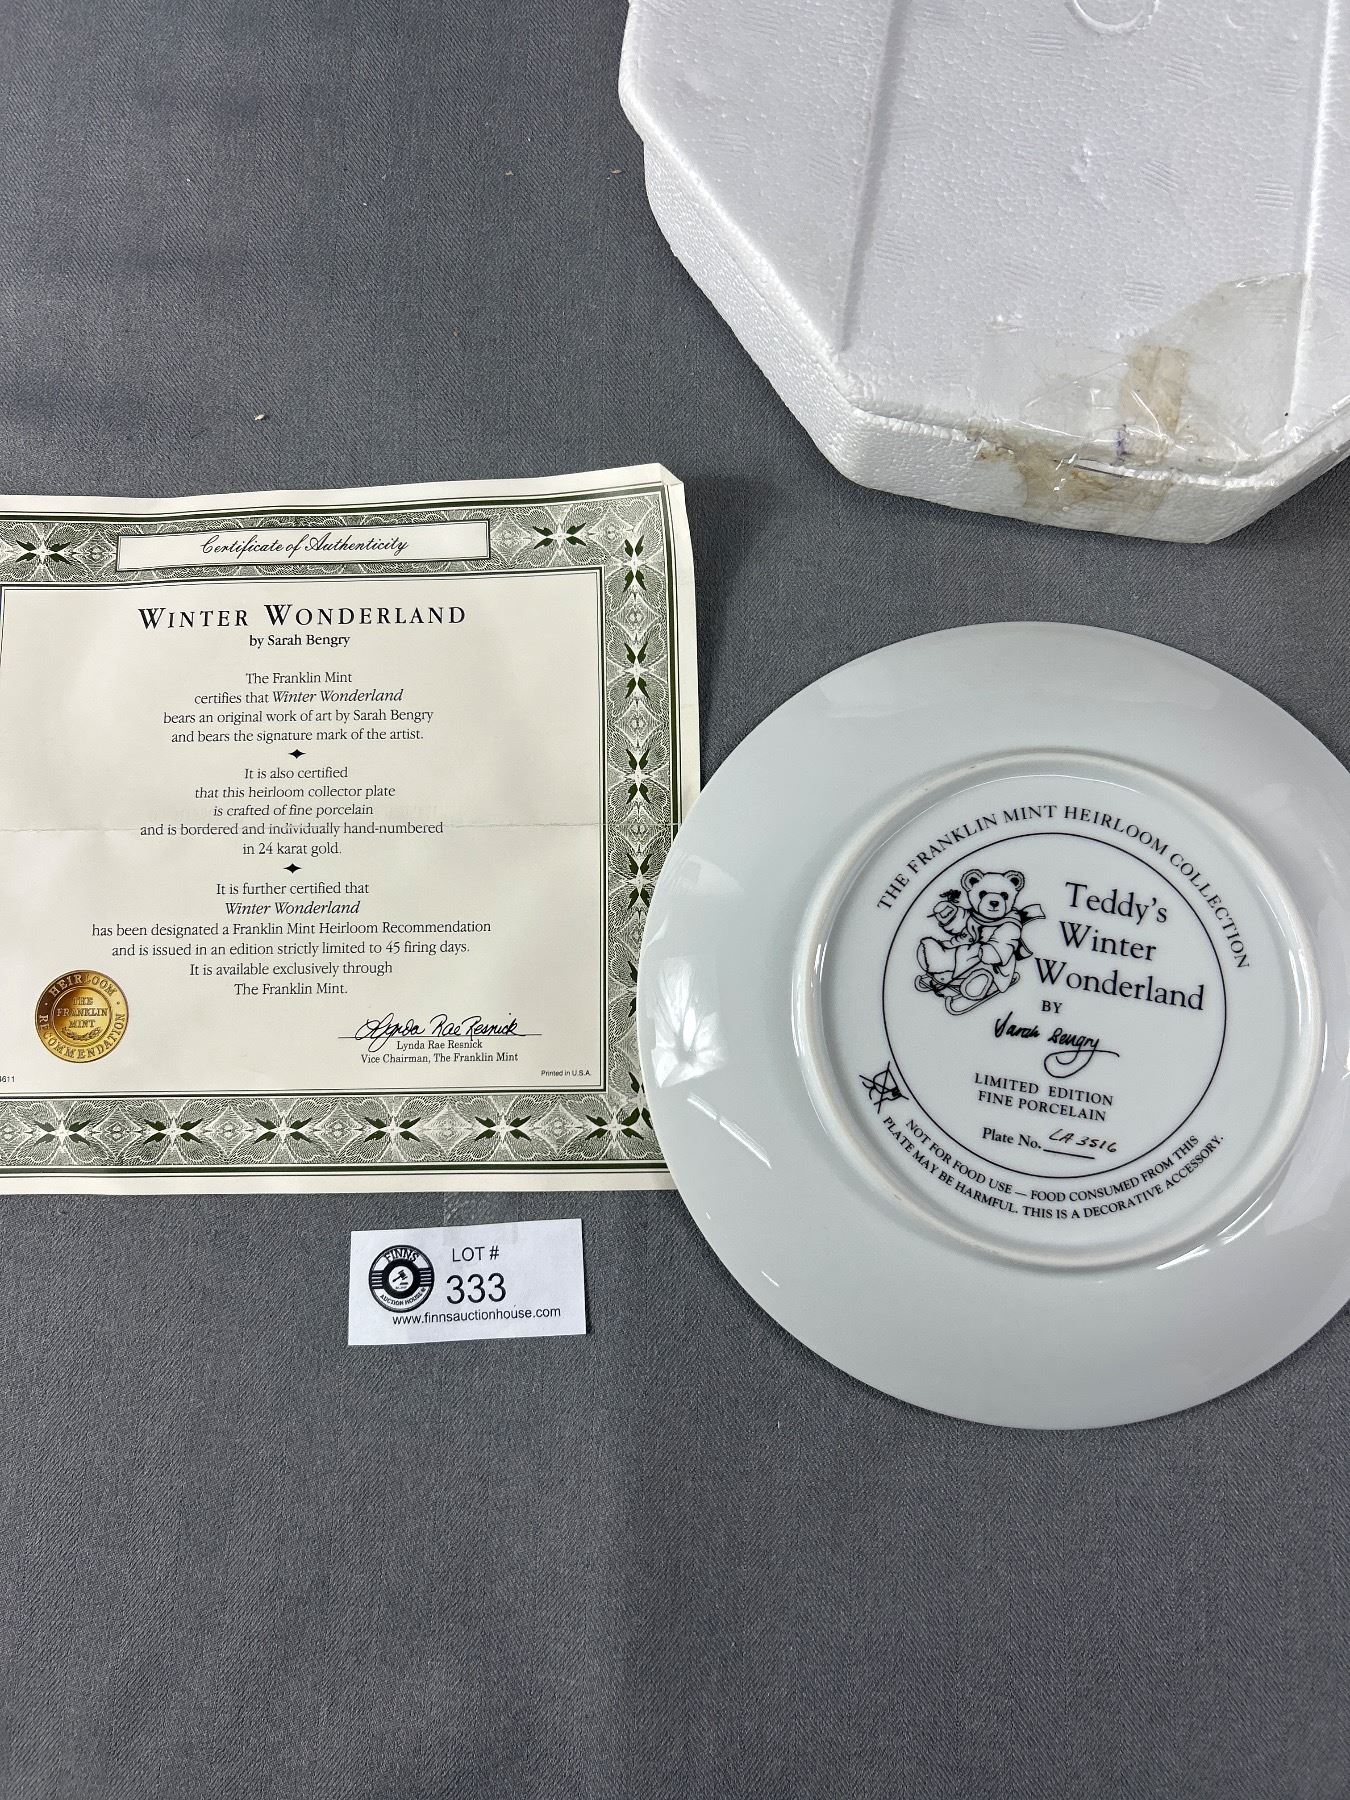 Certificate of Authenticity
WINTER WONDERLAND
by Sarah Bengry
The Franklin Mint
certifies that Winter Wonderland
bears an original work of art by Sarah Bengry
and bears the signature mark of the artist.
It is also certified
that this heirloom collector plate
is crafted of fine porcelain
and is bordered and individually hand-numbered
in 24 karat gold.
It is further certified that
Winter Wonderland
has been designated a Franklin Mint Heirloom Recommendation
and is issued in an edition strictly limited to 45 firing days.
It is available exclusively through
The Franklin Mint.
HEIRLOOM
THE
FRANKLIN
MINT
RECOMMENDATION
Lynda Rae Resnick
Lynda Rae Resnick
Vice Chairman, The Franklin Mint
Printed in U.S.A.
THE FRANKLIN MINT HEIRLOOM COLLECTION
Teddy's
Winter
Wonderland
BY
Sarah Bengry
LIMITED EDITION
FINE PORCELAIN
Plate No. LA 3516
NOT FOR FOOD USE — FOOD CONSUMED FROM THIS
PLATE MAY BE HARMFUL. THIS IS A DECORATIVE ACCESSORY.
FINNS
AUCTION HOUSE
LOT #
333
www.finnsauctionhouse.com